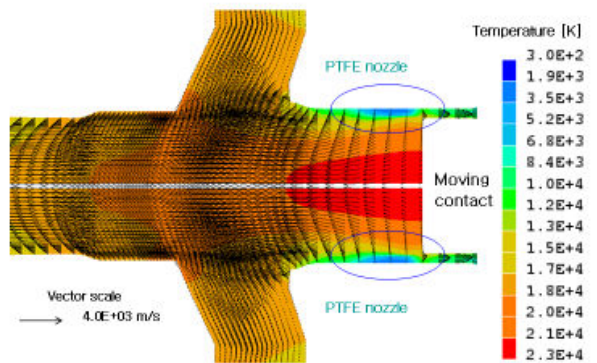 Temperature [K]
PTFE nozzle
3.0E+2
1.9E+3
3.5E+3
5.2E+3
6.8E+3
8.4E+3
1.0E+4
1.2E+4
1.3E+4
1.5E+4
1.7E+4
1.8E+4
2.0E+4
2.1E+4
2.3E+4
Moving
contact
Vector scale
4.0E+03 m/s
PTFE nozzle